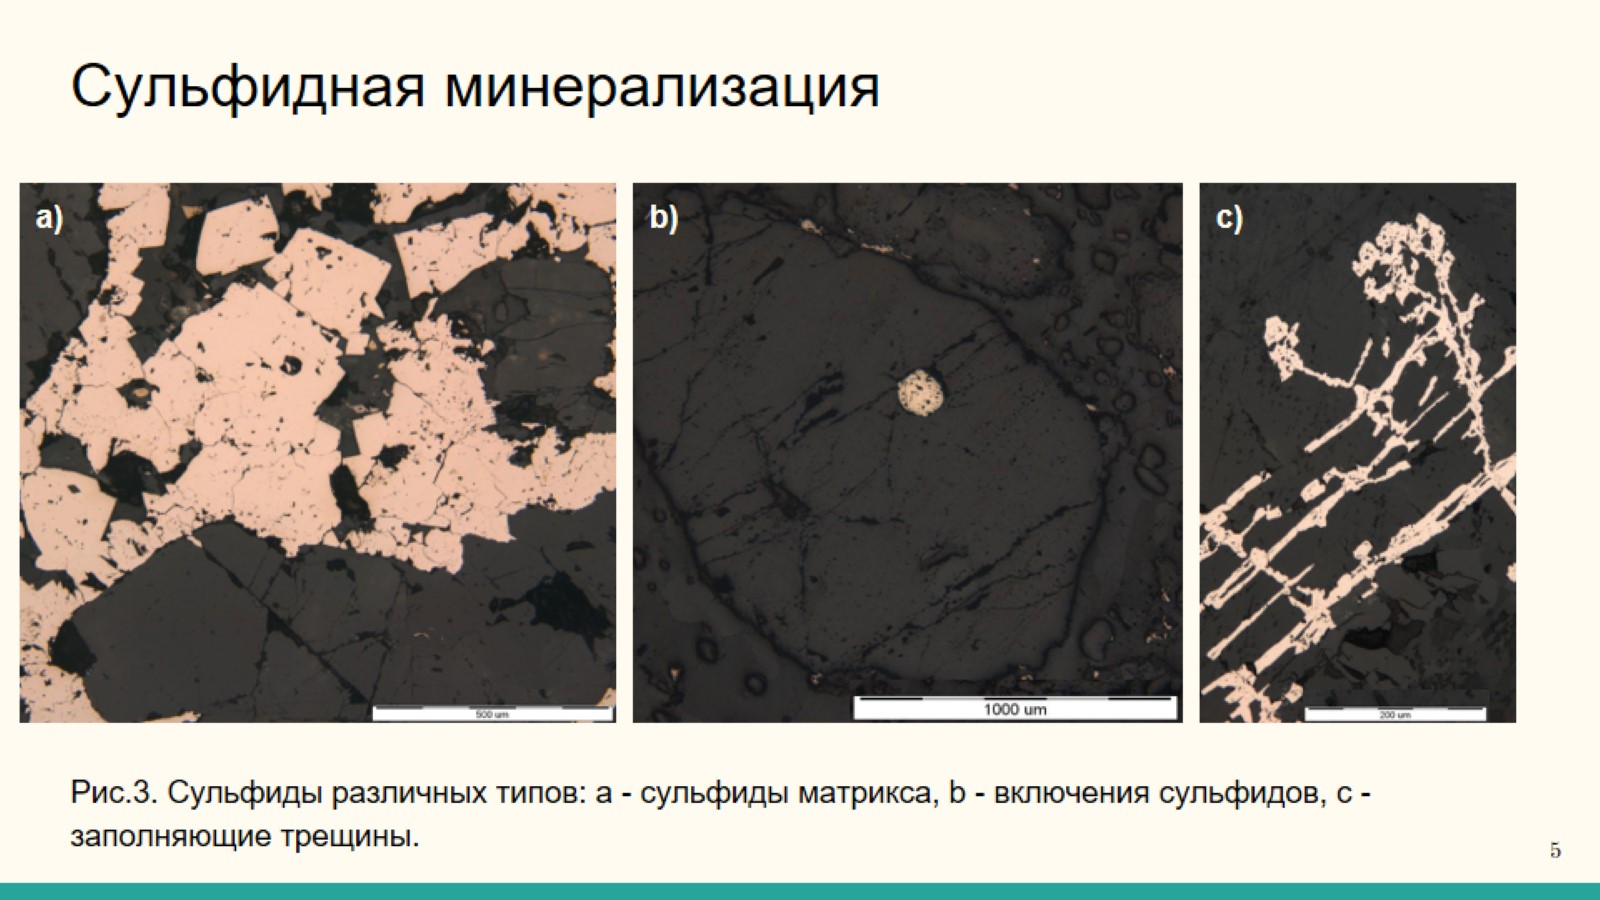 Сульфидная минерализация
a)
b)
c)
500 um
1000 um
200 um
Рис.3. Сульфиды различных типов: а - сульфиды матрикса, b - включения сульфидов, с -
заполняющие трещины.
5